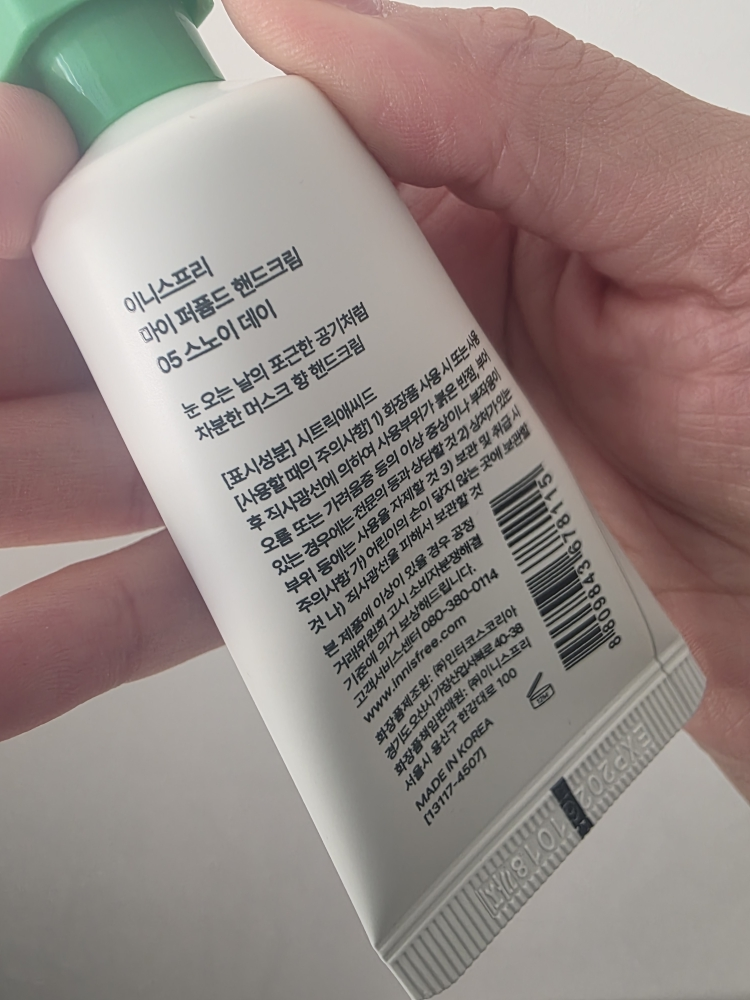 이니스프리
마이 퍼퓸드 핸드크림
05 스노이 데이
눈 오는 날의 포근한 공기처럼
차분한 머스크 향 핸드크림
[표시성분] 시트릭애씨드
[사용할 때의 주의사항] 1) 화장품 사용 시 또는 사용
후 직사광선에 의하여 사용부위가 붉은 반점, 부어
오름 또는 가려움증 등의 이상 증상이나 부작용이
있는 경우에는 전문의 등과 상담할 것 2) 상처가 있는
부위 등에는 사용을 자제할 것 3) 보관 및 취급 시
주의사항 가) 어린이의 손이 닿지 않는 곳에 보관할
것 나) 직사광선을 피해서 보관할 것
본 제품에 이상이 있을 경우 공정
거래위원회 고시 소비자분쟁해결
기준에 의거 보상해드립니다.
고객서비스센터 080-380-0114
www.innisfree.com
화장품제조원: ㈜인터코스코리아
경기도 오산시 가장산업서북로 40-38
화장품책임판매원: ㈜이니스프리
서울시 용산구 한강대로 100
MADE IN KOREA
[13117-4507]
8809843678115
12M
EXP202
1018까지